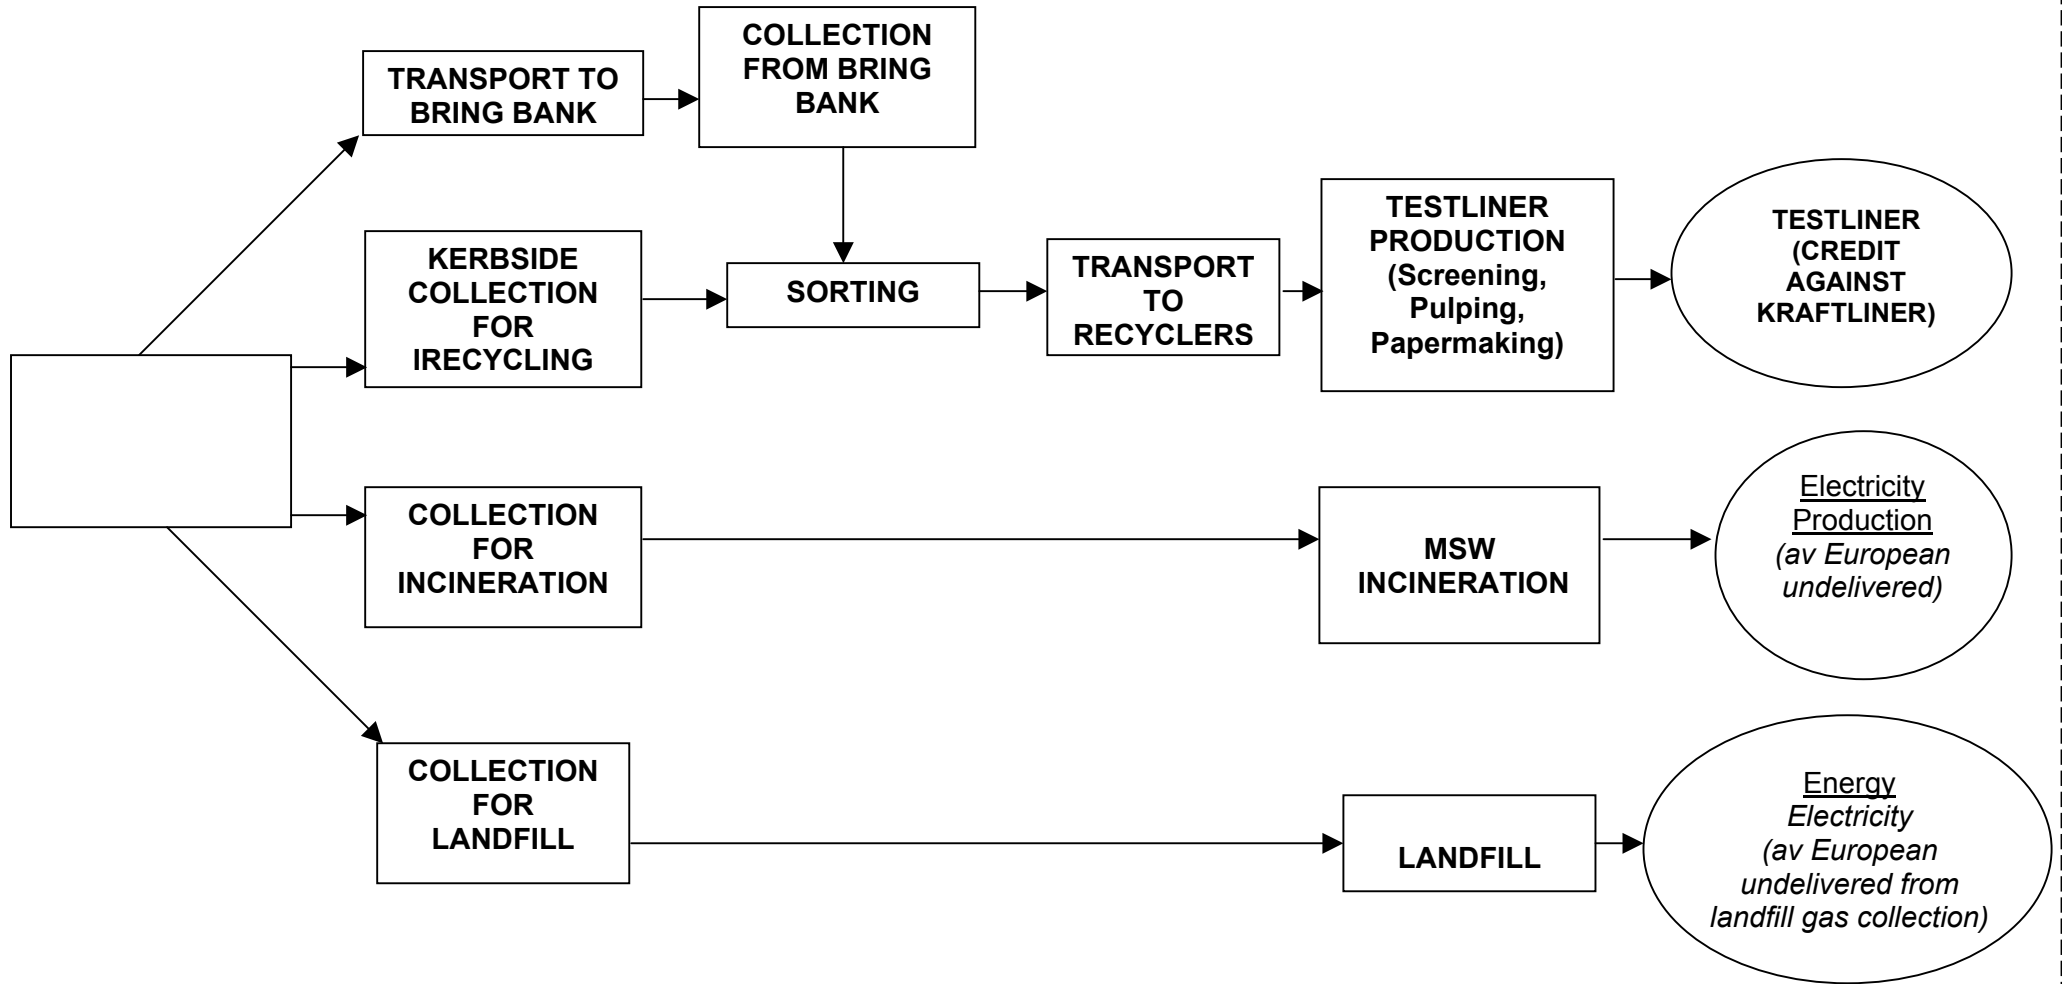 COLLECTION
FROM BRING
BANK
TRANSPORT TO
BRING BANK
KERBSIDE
COLLECTION
FOR
IRECYCLING
SORTING
TRANSPORT
TO
RECYCLERS
TESTLINER
PRODUCTION
(Screening,
Pulping,
Papermaking)
TESTLINER
(CREDIT
AGAINST
KRAFTLINER)
COLLECTION
FOR
INCINERATION
MSW
INCINERATION
Electricity
Production
(av European
undelivered)
COLLECTION
FOR
LANDFILL
LANDFILL
Energy
Electricity
(av European
undelivered from
landfill gas collection)